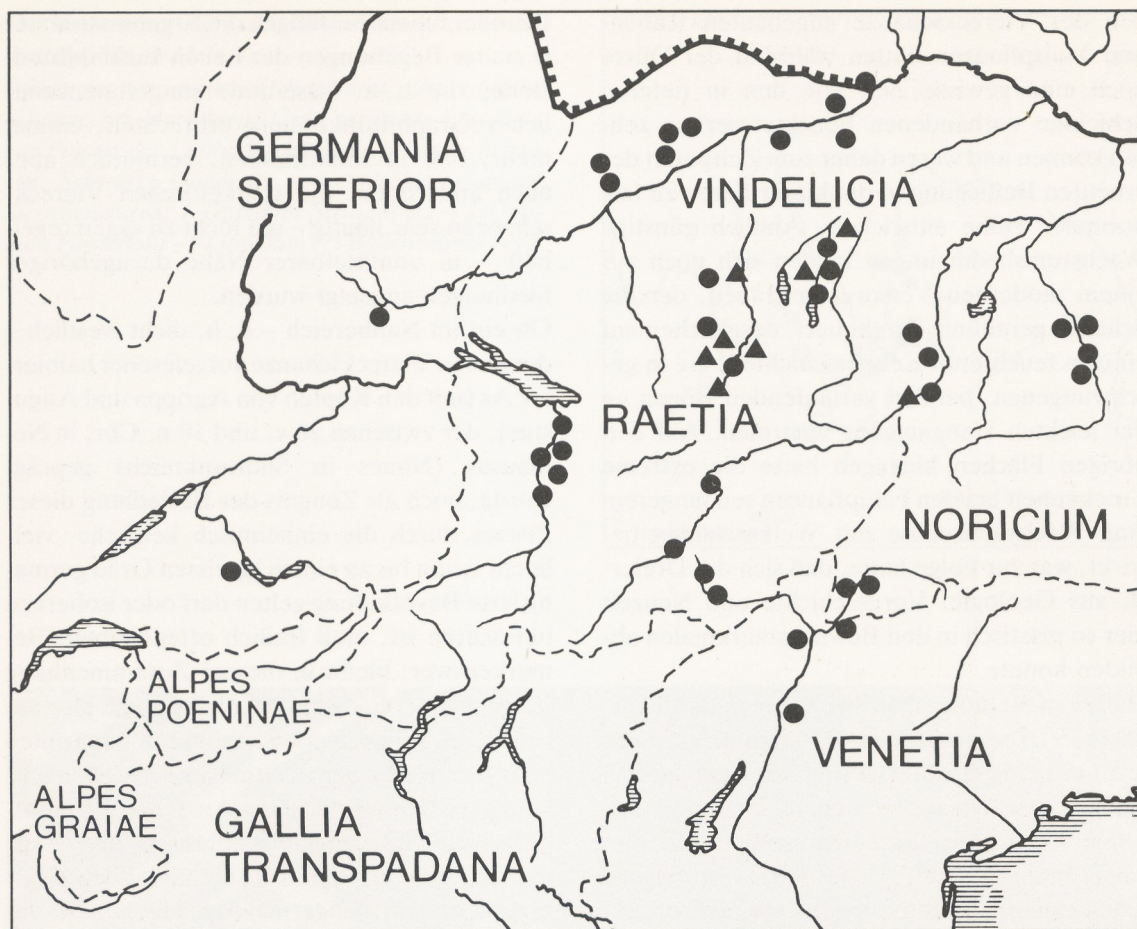 GERMANIA
SUPERIOR
VINDELICIA
RAETIA
NORICUM
ALPES
POENINAE
VENETIA
ALPES
GRAIAE
GALLIA
TRANSPADANA